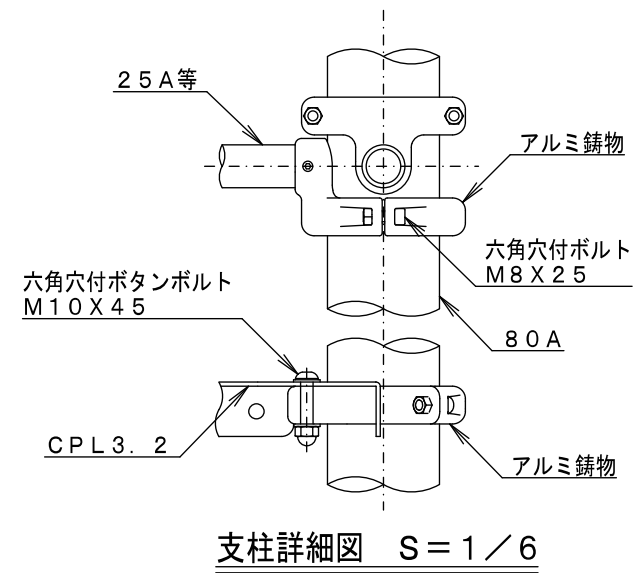 ２５Ａ等
アルミ鋳物
六角穴付ボルト
Ｍ８Ｘ２５
六角穴付ボタンボルト
Ｍ１０Ｘ４５
８０Ａ
ＣＰＬ３．２
アルミ鋳物
支柱詳細図　Ｓ＝１／６